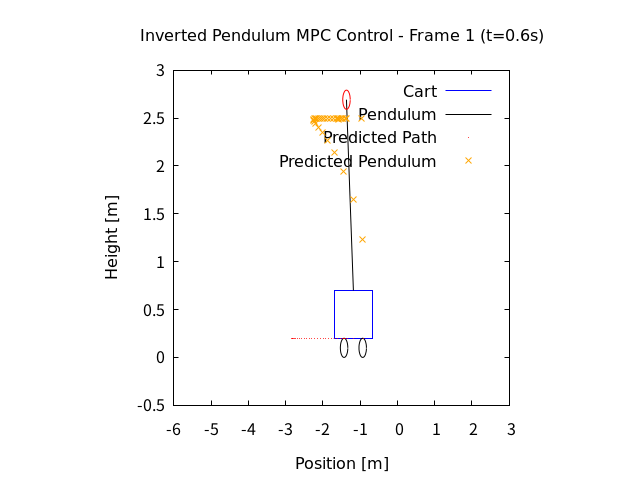 Inverted Pendulum MPC Control - Frame 1 (t=0.6s)
3
2.5
2
1.5
1
0.5
0
-0.5
Height [m]
Cart
Pendulum
Predicted Path
Predicted Pendulum
-6 -5 -4 -3 -2 -1 0 1 2 3
Position [m]